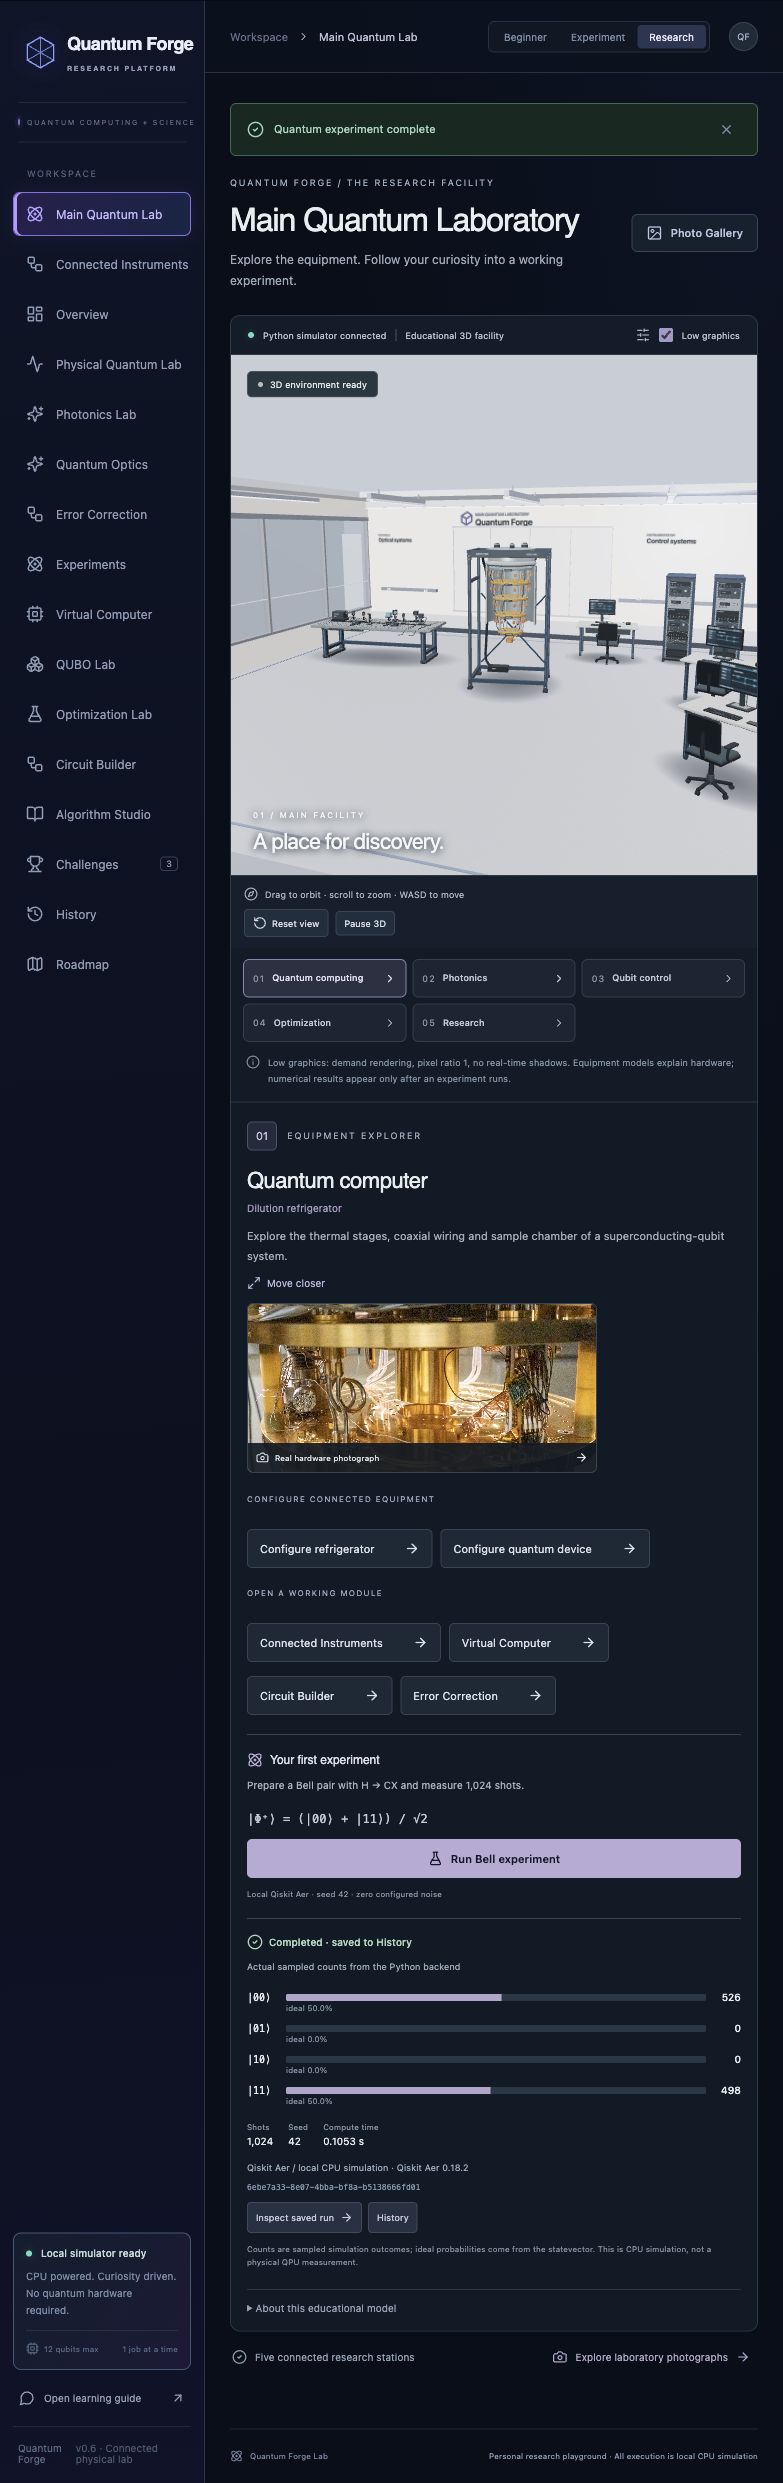 Quantum Forge
RESEARCH PLATFORM
QUANTUM COMPUTING + SCIENCE
WORKSPACE
Main Quantum Lab
Connected Instruments
Overview
Physical Quantum Lab
Photonics Lab
Quantum Optics
Error Correction
Experiments
Virtual Computer
QUBO Lab
Optimization Lab
Circuit Builder
Algorithm Studio
Challenges 3
History
Roadmap
Local simulator ready
CPU powered. Curiosity driven.
No quantum hardware
required.
12 qubits max 1 job at a time
Open learning guide
Quantum Forge
v0.6 · Connected physical lab
Workspace > Main Quantum Lab
Beginner Experiment Research
QF
Quantum experiment complete
QUANTUM FORGE / THE RESEARCH FACILITY
Main Quantum Laboratory
Photo Gallery
Explore the equipment. Follow your curiosity into a working
experiment.
Python simulator connected | Educational 3D facility
Low graphics
3D environment ready
MAIN QUANTUM LABORATORY
Quantum Forge
Optical systems
Control systems
01 / MAIN FACILITY
A place for discovery.
Drag to orbit · scroll to zoom · WASD to move
Reset view Pause 3D
01 Quantum computing
02 Photonics
03 Qubit control
04 Optimization
05 Research
Low graphics: demand rendering, pixel ratio 1, no real-time shadows. Equipment models explain hardware;
numerical results appear only after an experiment runs.
01 EQUIPMENT EXPLORER
Quantum computer
Dilution refrigerator
Explore the thermal stages, coaxial wiring and sample chamber of a superconducting-qubit
system.
Move closer
Real hardware photograph
CONFIGURE CONNECTED EQUIPMENT
Configure refrigerator → Configure quantum device →
OPEN A WORKING MODULE
Connected Instruments → Virtual Computer →
Circuit Builder → Error Correction →
Your first experiment
Prepare a Bell pair with H → CX and measure 1,024 shots.
|Φ⁺⟩ = (|00⟩ + |11⟩) / √2
Run Bell experiment
Local Qiskit Aer · seed 42 · zero configured noise
Completed · saved to History
Actual sampled counts from the Python backend
|00⟩ 526
ideal 50.0%
|01⟩ 0
ideal 0.0%
|10⟩ 0
ideal 0.0%
|11⟩ 498
ideal 50.0%
Shots Seed Compute time
1,024 42 0.1053 s
Qiskit Aer / local CPU simulation · Qiskit Aer 0.18.2
6ebe7a33-8e07-4bba-bf8a-b5138666fd01
Inspect saved run → History
Counts are sampled simulation outcomes; ideal probabilities come from the statevector. This is CPU simulation, not a
physical QPU measurement.
About this educational model
Five connected research stations
Explore laboratory photographs →
Quantum Forge Lab
Personal research playground · All execution is local CPU simulation